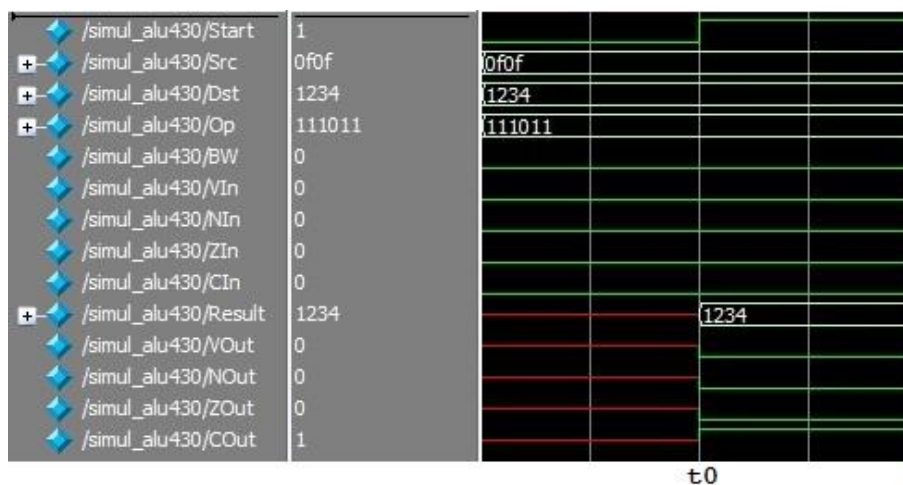 /simul_alu430/Start 1
/simul_alu430/Src 0f0f 0f0f
/simul_alu430/Dst 1234 1234
/simul_alu430/Op 111011 111011
/simul_alu430/BW 0
/simul_alu430/VIn 0
/simul_alu430/NIn 0
/simul_alu430/ZIn 0
/simul_alu430/CIn 0
/simul_alu430/Result 1234 1234
/simul_alu430/VOut 0
/simul_alu430/NOut 0
/simul_alu430/ZOut 0
/simul_alu430/COut 1
t0